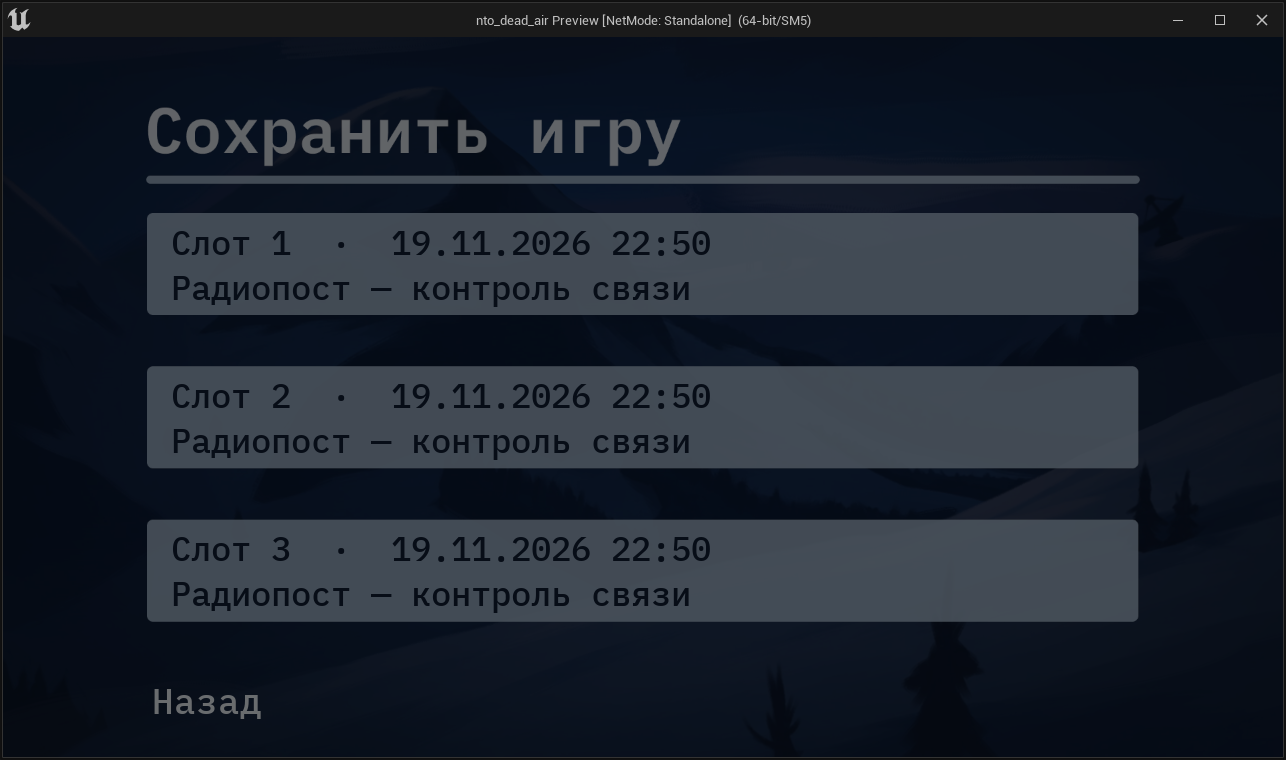 nto_dead_air Preview [NetMode: Standalone] (64-bit/SM5)
Сохранить игру
Слот 1 · 19.11.2026 22:50
Радиопост — контроль связи
Слот 2 · 19.11.2026 22:50
Радиопост — контроль связи
Слот 3 · 19.11.2026 22:50
Радиопост — контроль связи
Назад